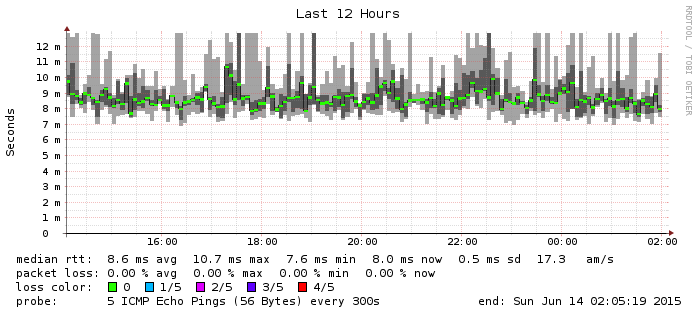 Last 12 Hours
RRDTOOL / TOBI OETIKER
Seconds
12 m
11 m
10 m
9 m
8 m
7 m
6 m
5 m
4 m
3 m
2 m
1 m
0
16:00 18:00 20:00 22:00 00:00 02:00
median rtt: 8.6 ms avg 10.7 ms max 7.6 ms min 8.0 ms now 0.5 ms sd 17.3 am/s
packet loss: 0.00 % avg 0.00 % max 0.00 % min 0.00 % now
loss color: 0 1/5 2/5 3/5 4/5
probe: 5 ICMP Echo Pings (56 Bytes) every 300s end: Sun Jun 14 02:05:19 2015